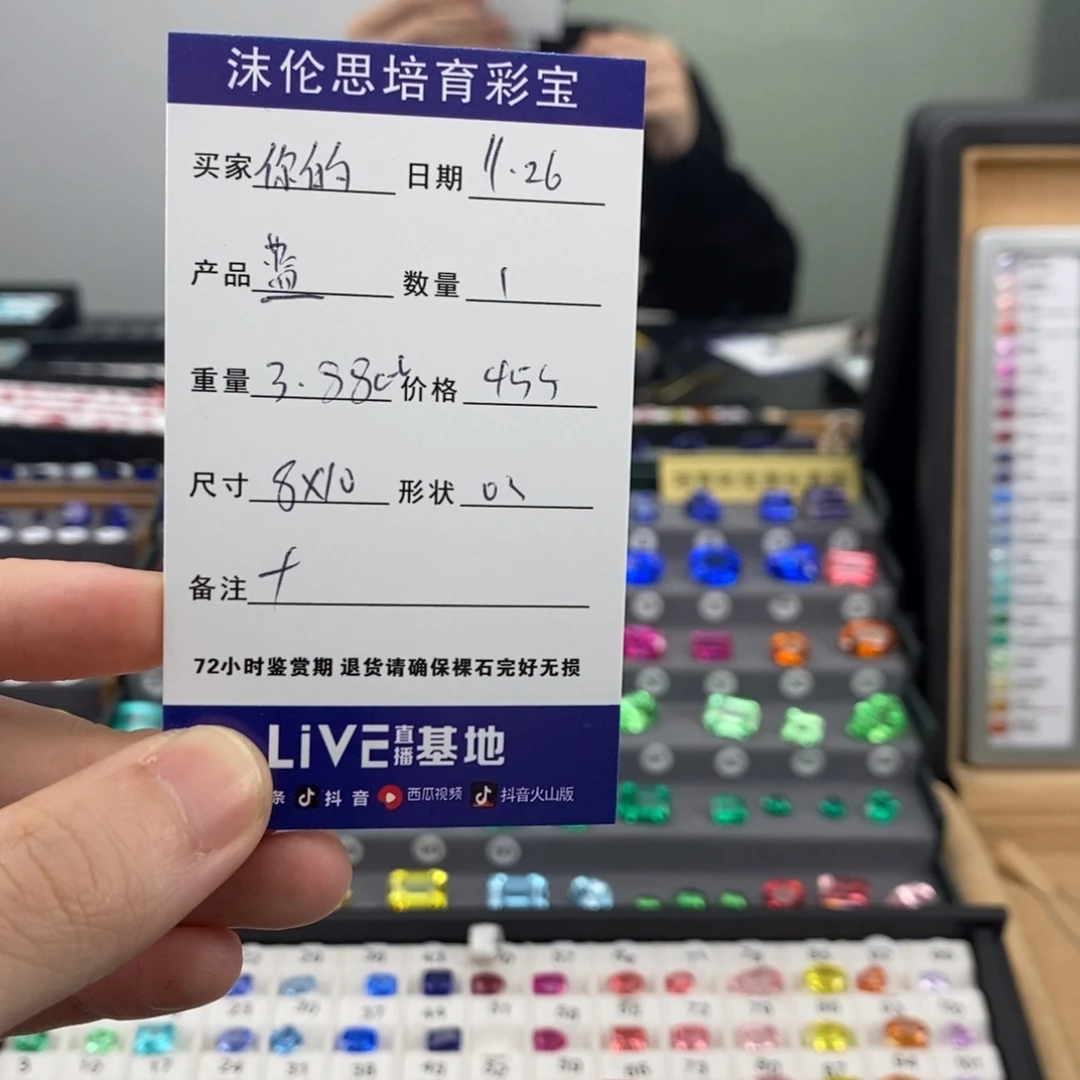 沫伦思培育彩宝
买家 你的 日期 11.26
产品 蓝 数量 1
重量 3.88ct 价格 455
尺寸 8X10 形状
备注
72小时鉴赏期 退货请确保裸石完好无损
LiVE直播基地
条 抖音 西瓜视频 抖音火山版